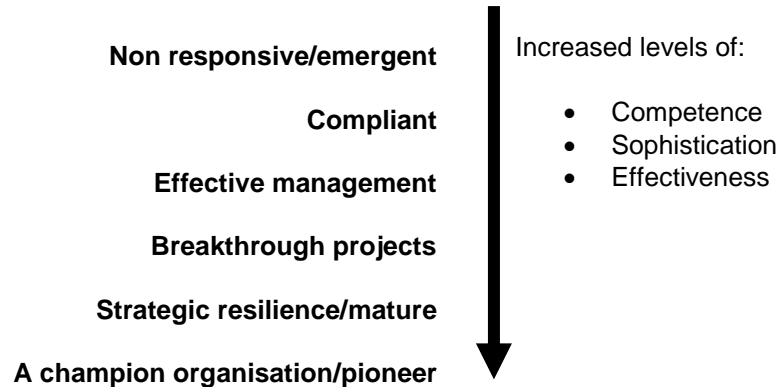 Non responsive/emergent
Compliant
Effective management
Breakthrough projects
Strategic resilience/mature
A champion organisation/pioneer
Increased levels of:
• Competence
• Sophistication
• Effectiveness